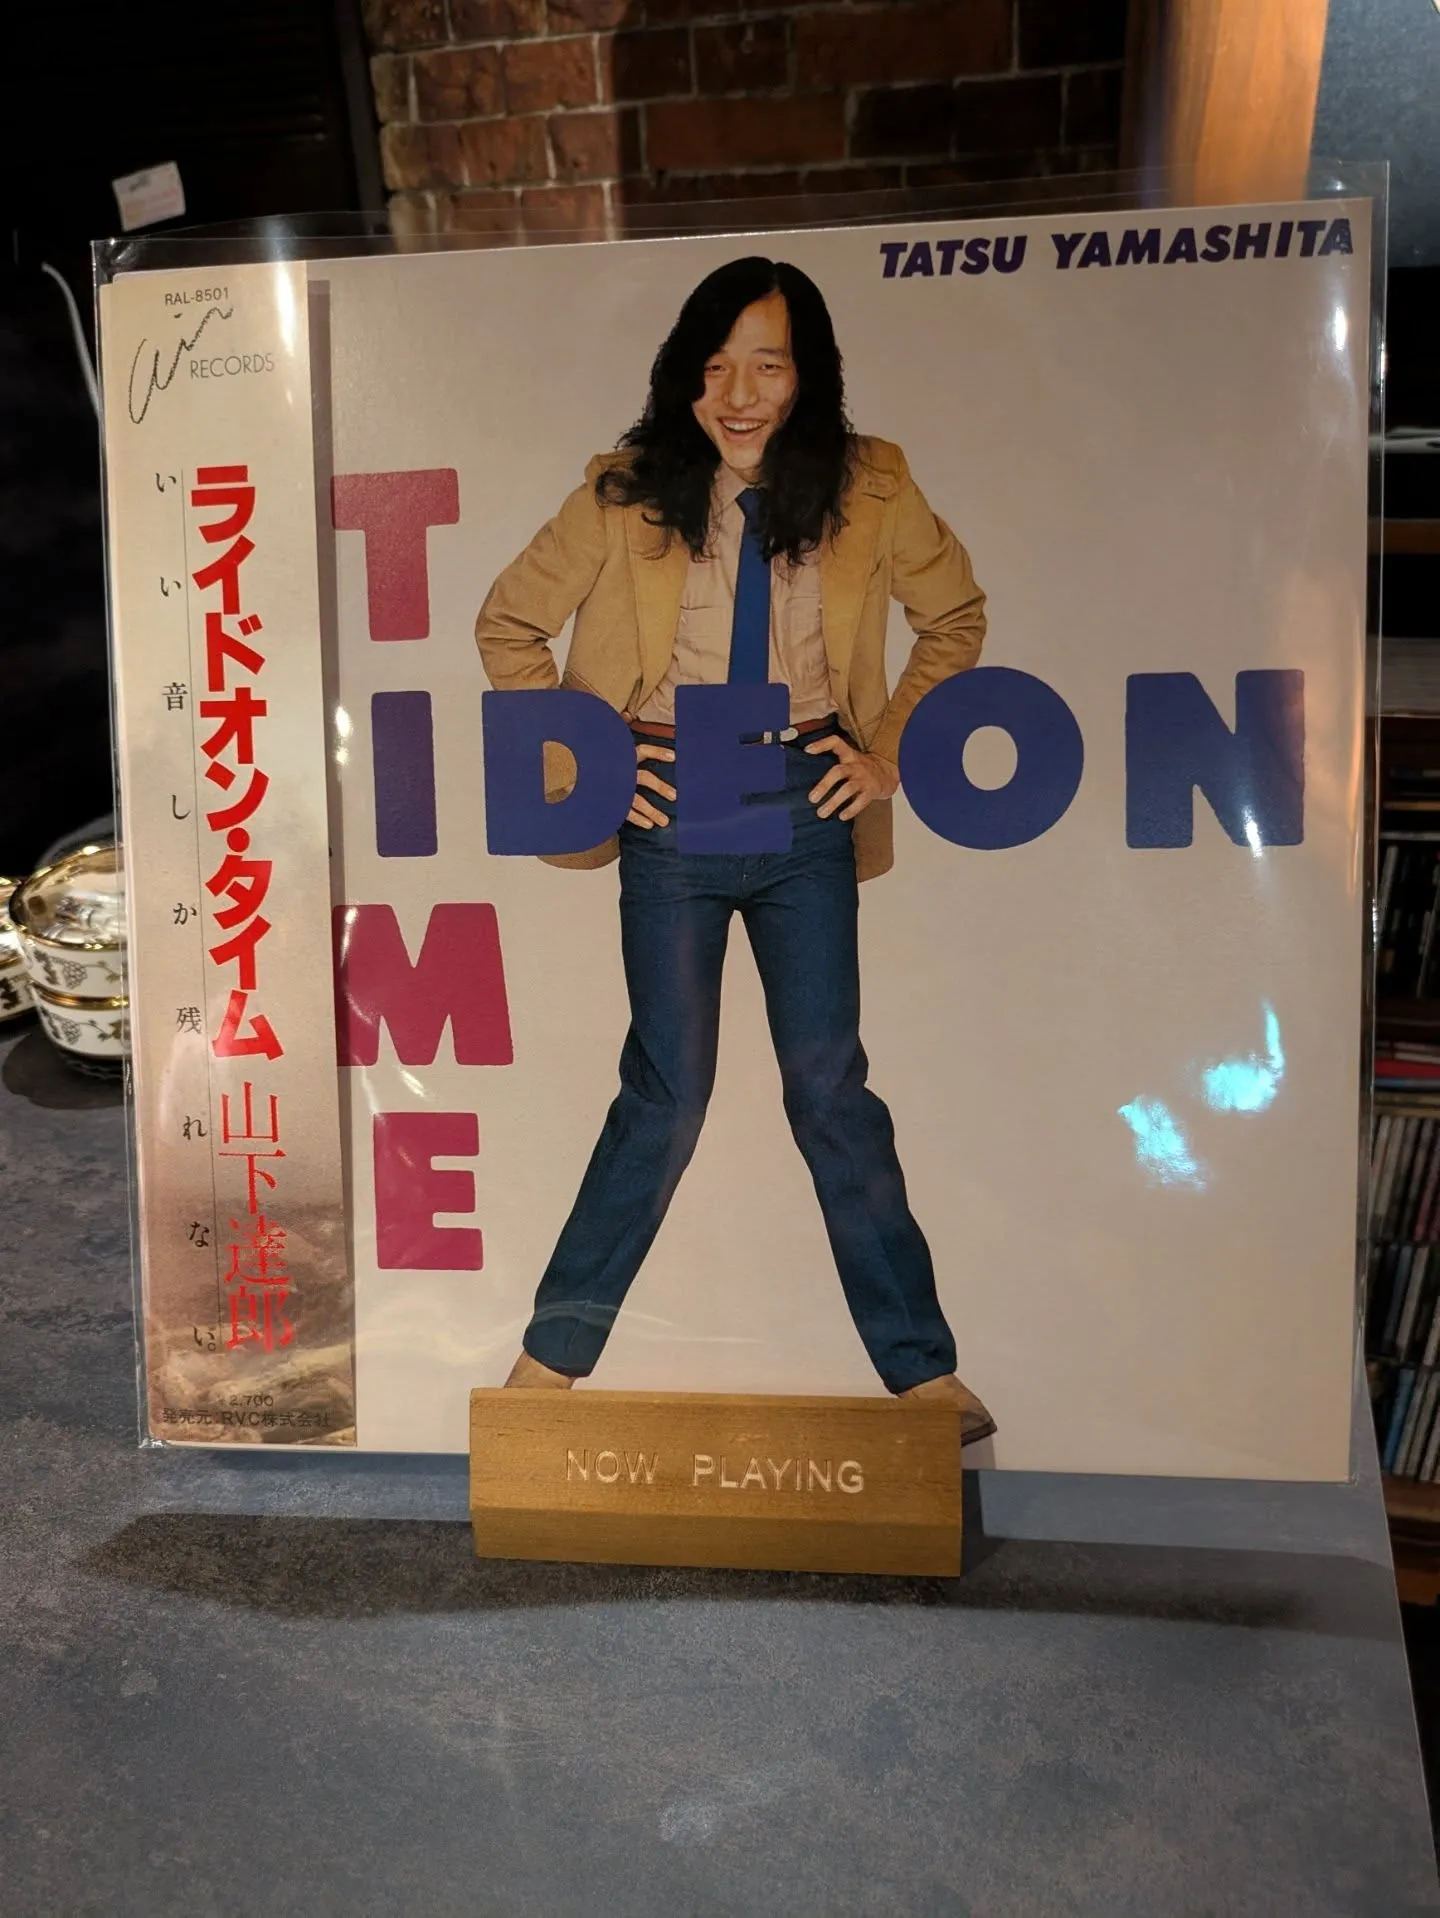 RAL-8501
air RECORDS
ライドオン・タイム 山下達郎
いい音しか残れない。
¥2,700
発売元:RVC株式会社
TATSU YAMASHITA
T
IDE ON
M
E
NOW PLAYING